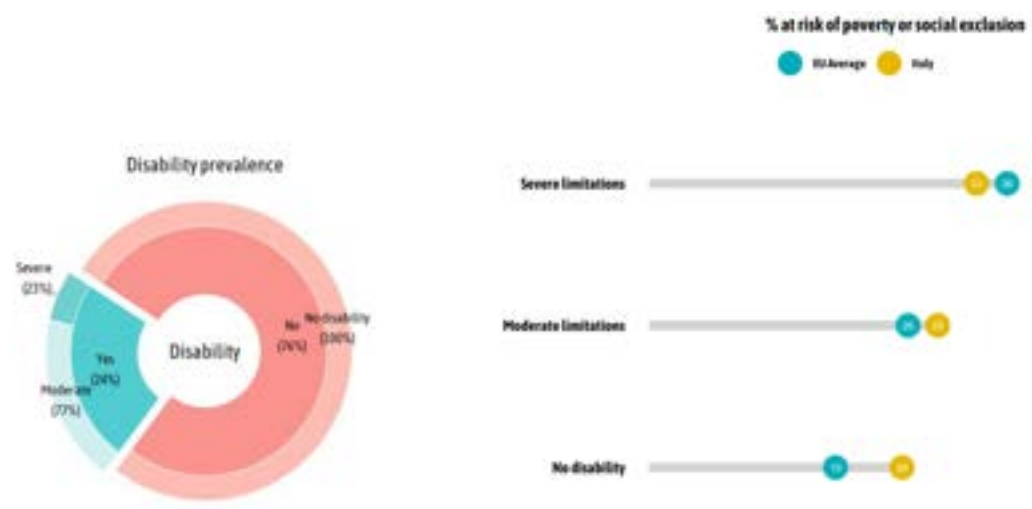 % at risk of poverty or social exclusion
EU Average
Italy
Disability prevalence
Severe limitations
Severe
No disability
No
(76%)
(100%)
Disability
Moderate limitations
Yes
(24%)
Moderate
(77%)
No disability